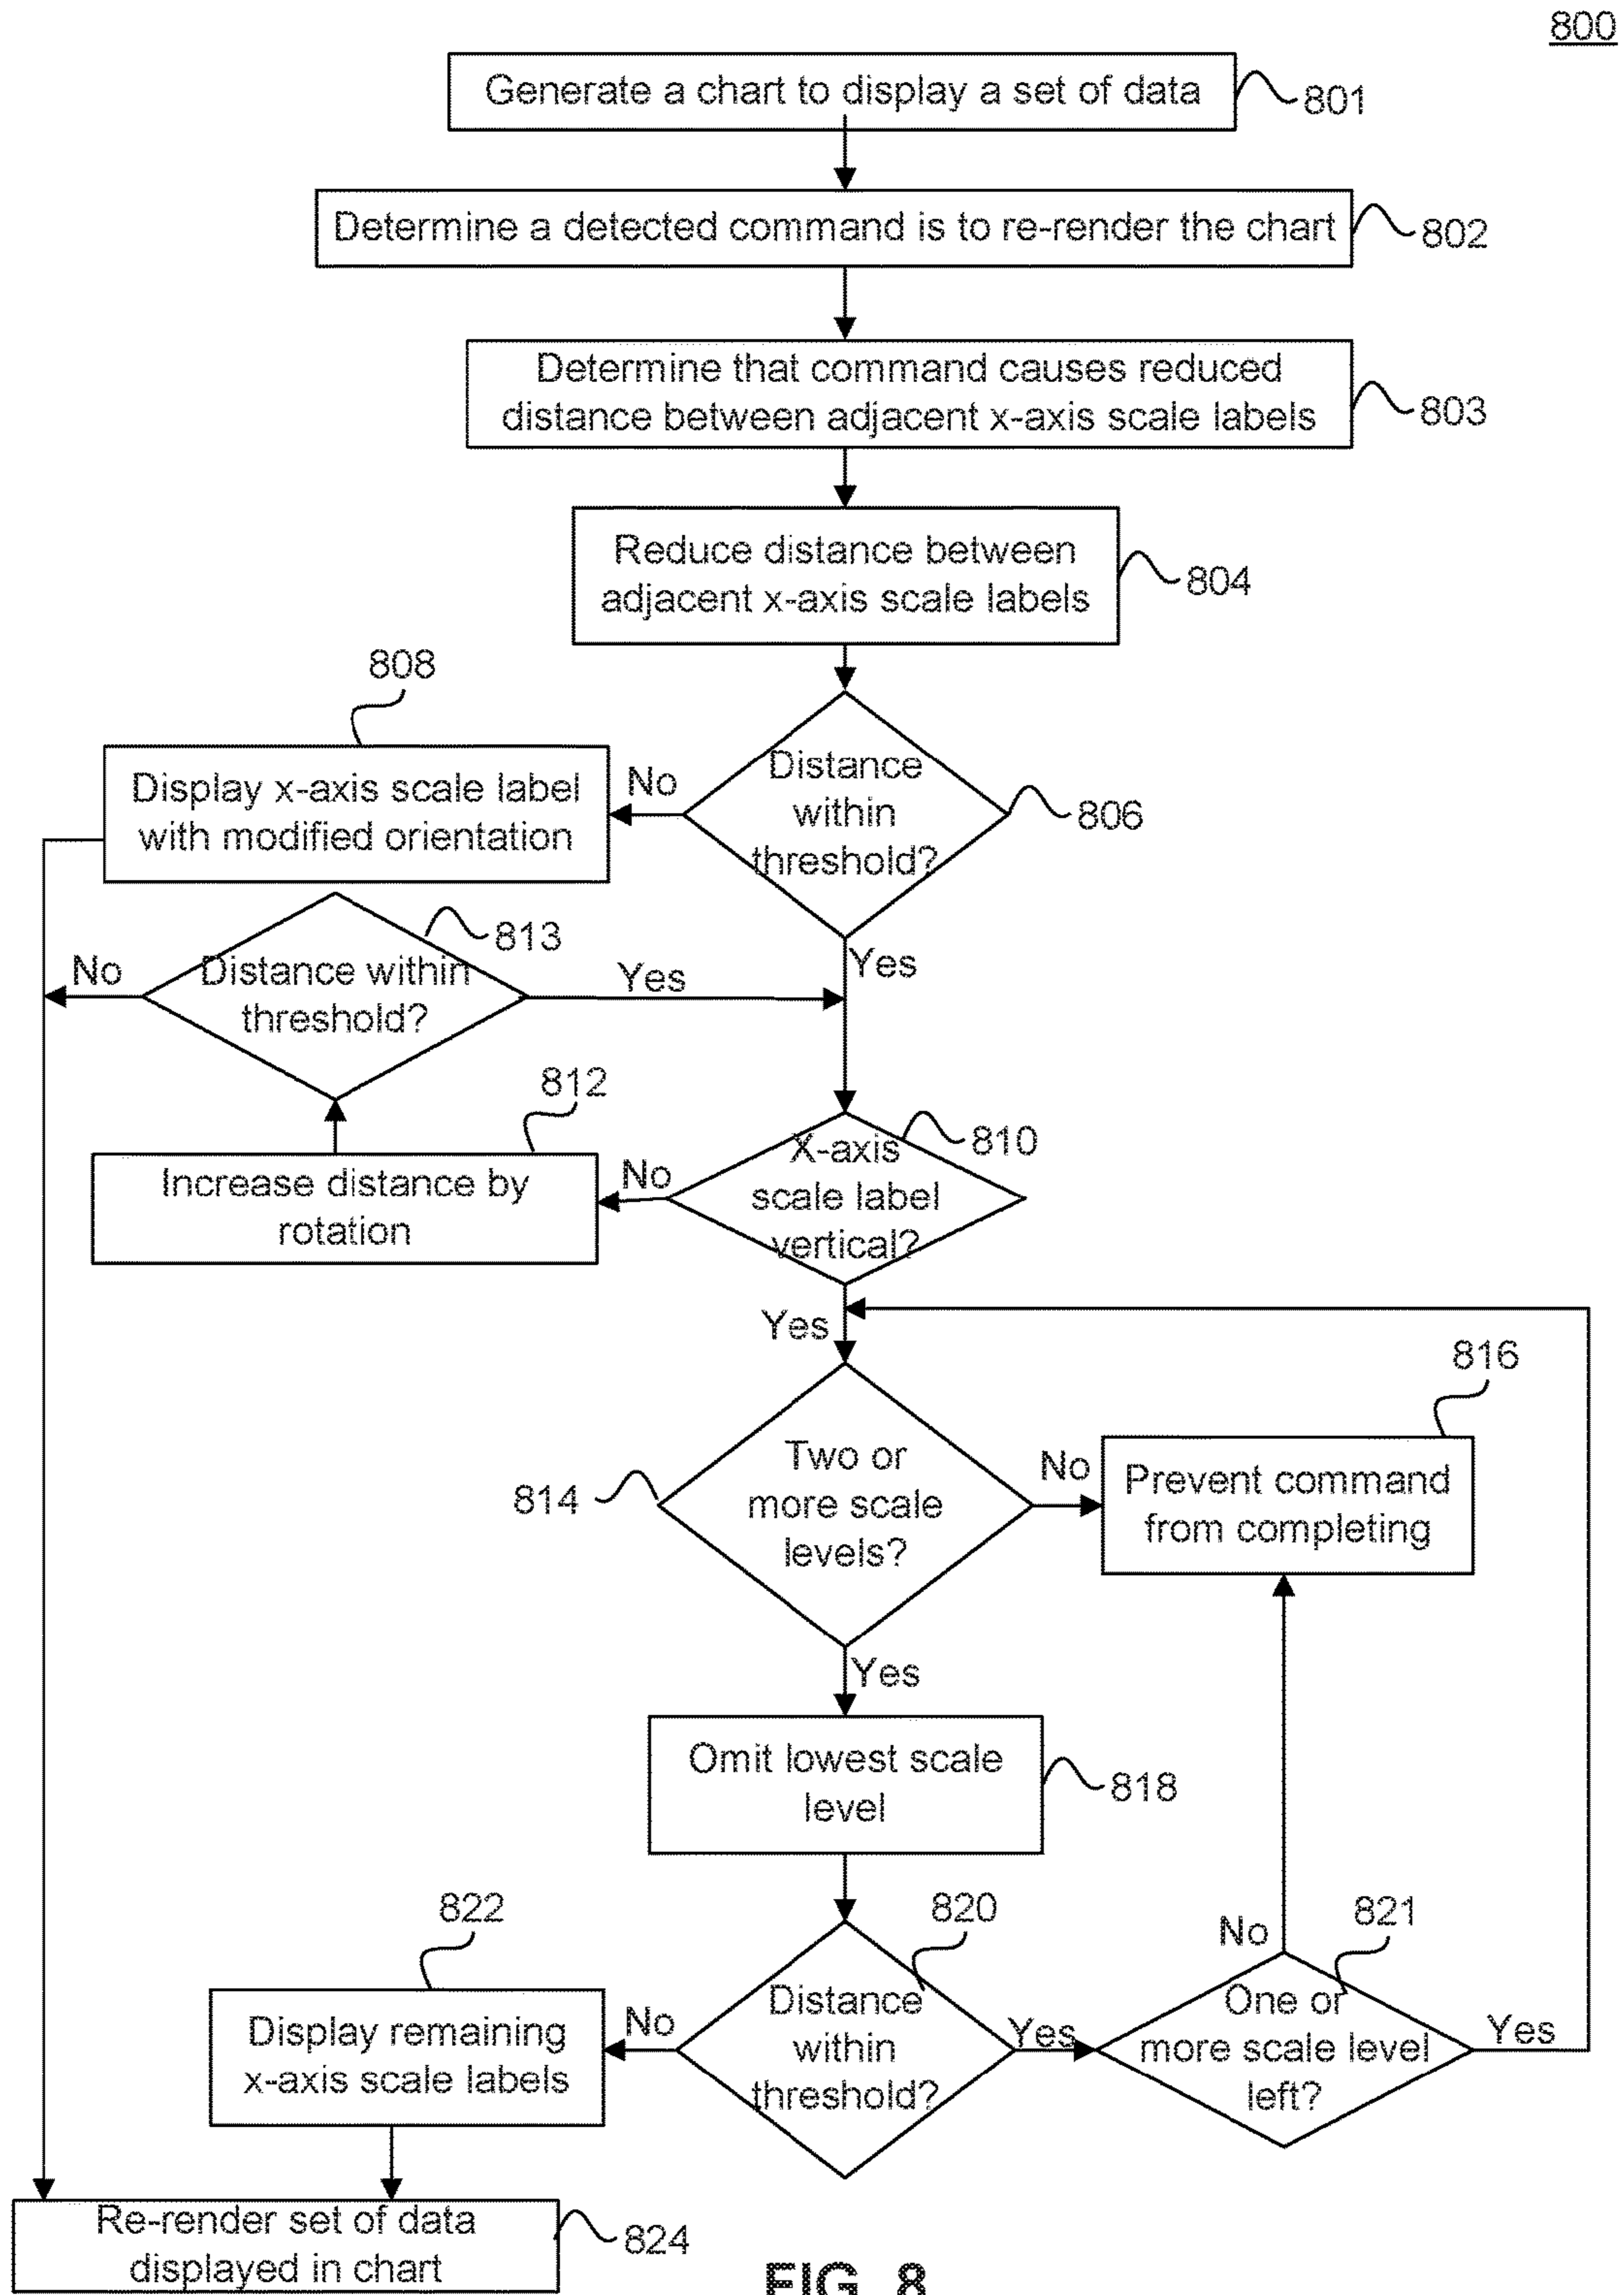 800
Generate a chart to display a set of data
801
Determine a detected command is to re-render the chart
802
Determine that command causes reduced
distance between adjacent x-axis scale labels
803
Reduce distance between
adjacent x-axis scale labels
804
808
Display x-axis scale label
with modified orientation
No
Distance
within
threshold?
806
Yes
813
No
Distance within
threshold?
Yes
812
Increase distance by
rotation
No
X-axis
scale label
vertical?
810
Yes
814
Two or
more scale
levels?
No
816
Prevent command
from completing
Yes
Omit lowest scale
level
818
822
Display remaining
x-axis scale labels
No
820
Distance
within
threshold?
Yes
No
821
One or
more scale level
left?
Yes
Re-render set of data
displayed in chart
824
FIG. 8